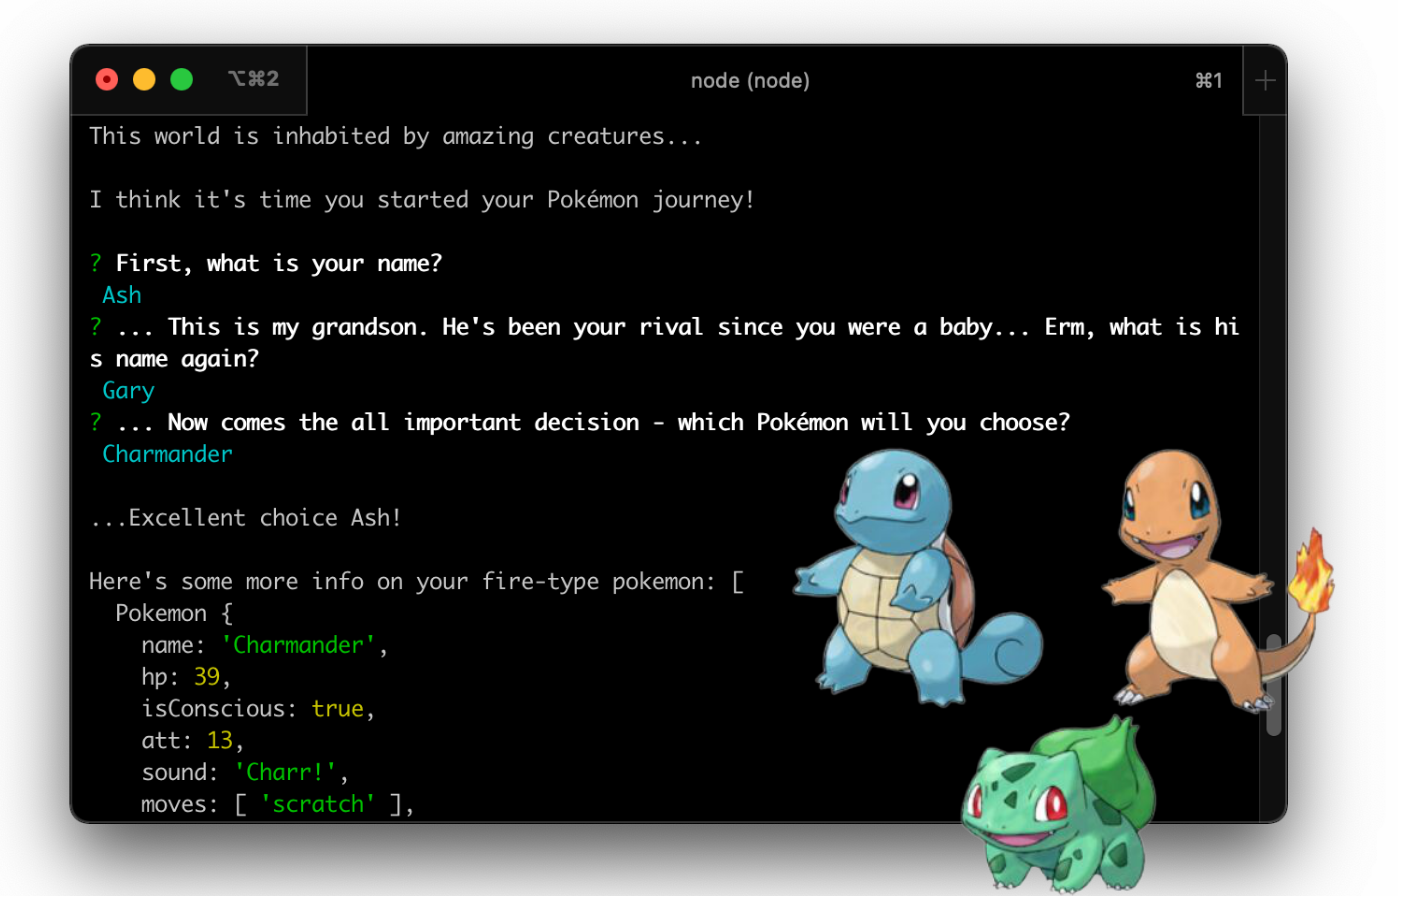 ⌥⌘2
node (node)
⌘1
This world is inhabited by amazing creatures...
I think it's time you started your Pokémon journey!
? First, what is your name?
Ash
? ... This is my grandson. He's been your rival since you were a baby... Erm, what is hi
s name again?
Gary
? ... Now comes the all important decision - which Pokémon will you choose?
Charmander
...Excellent choice Ash!
Here's some more info on your fire-type pokemon: [
Pokemon {
name: 'Charmander',
hp: 39,
isConscious: true,
att: 13,
sound: 'Charr!',
moves: [ 'scratch' ],